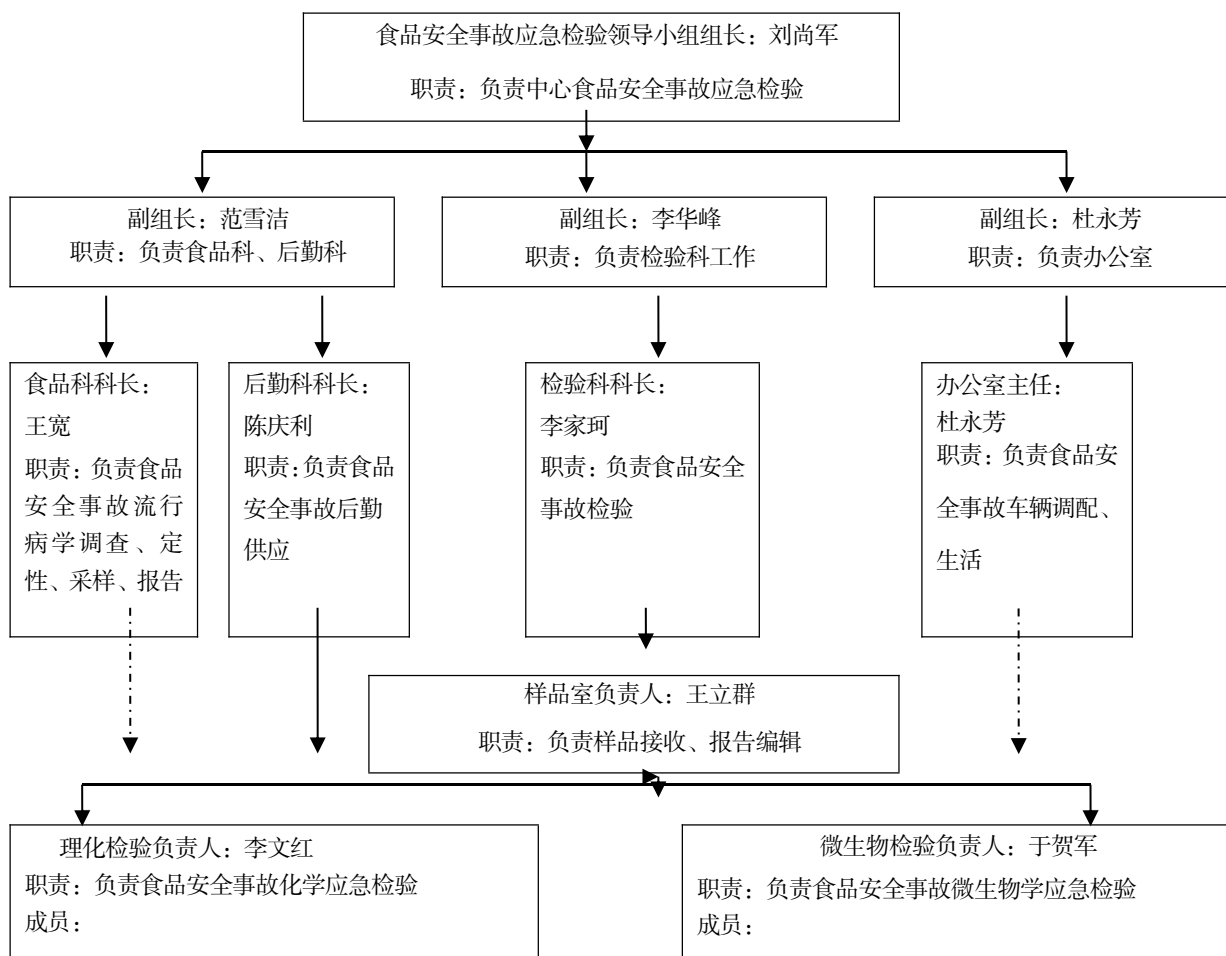 食品安全事故应急检验领导小组组长：刘尚军
职责：负责中心食品安全事故应急检验
副组长：范雪洁
职责：负责食品科、后勤科
副组长：李华峰
职责：负责检验科工作
副组长：杜永芳
职责：负责办公室
食品科科长：
王宽
职责：负责食品
安全事故流行
病学调查、定
性、采样、报告
后勤科科长：
陈庆利
职责：负责食品
安全事故后勤
供应
检验科科长：
李家珂
职责：负责食品安全
事故检验
办公室主任：
杜永芳
职责：负责食品安
全事故车辆调配、
生活
样品室负责人：王立群
职责：负责样品接收、报告编辑
理化检验负责人：李文红
职责：负责食品安全事故化学应急检验
成员：
微生物检验负责人：于贺军
职责：负责食品安全事故微生物学应急检验
成员：